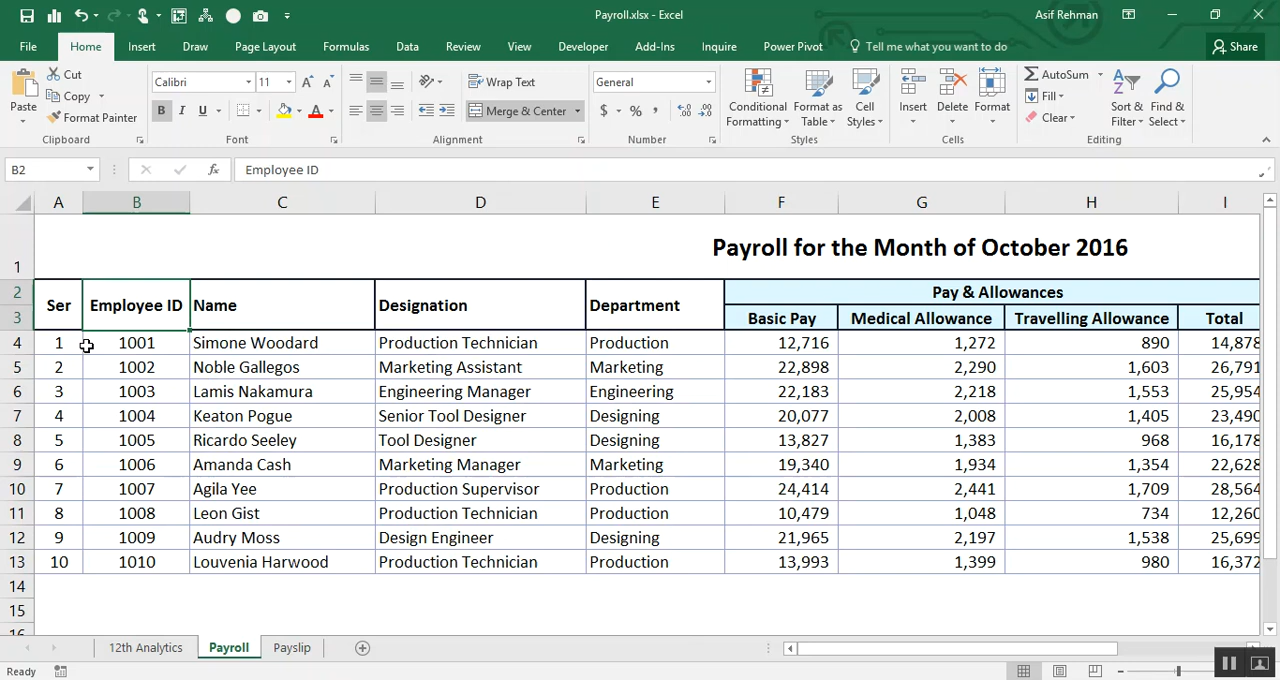 Payroll.xlsx - Excel
Asif Rehman
File Home Insert Draw Page Layout Formulas Data Review View Developer Add-Ins Inquire Power Pivot Tell me what you want to do Share
Paste
Cut
Copy
Format Painter
Clipboard
Calibri 11
B I U
Font
Wrap Text
Merge & Center
Alignment
General
$ % ,
Number
Conditional Formatting
Format as Table
Cell Styles
Styles
Insert
Delete
Format
Cells
AutoSum
Fill
Clear
Sort & Filter
Find & Select
Editing
B2 fx Employee ID
A B C D E F G H I
1 Payroll for the Month of October 2016
2 Ser Employee ID Name Designation Department Pay & Allowances
3 Basic Pay Medical Allowance Travelling Allowance Total
4 1 1001 Simone Woodard Production Technician Production 12,716 1,272 890 14,878
5 2 1002 Noble Gallegos Marketing Assistant Marketing 22,898 2,290 1,603 26,791
6 3 1003 Lamis Nakamura Engineering Manager Engineering 22,183 2,218 1,553 25,954
7 4 1004 Keaton Pogue Senior Tool Designer Designing 20,077 2,008 1,405 23,490
8 5 1005 Ricardo Seeley Tool Designer Designing 13,827 1,383 968 16,178
9 6 1006 Amanda Cash Marketing Manager Marketing 19,340 1,934 1,354 22,628
10 7 1007 Agila Yee Production Supervisor Production 24,414 2,441 1,709 28,564
11 8 1008 Leon Gist Production Technician Production 10,479 1,048 734 12,260
12 9 1009 Audry Moss Design Engineer Designing 21,965 2,197 1,538 25,699
13 10 1010 Louvenia Harwood Production Technician Production 13,993 1,399 980 16,372
14
15
16
12th Analytics Payroll Payslip
Ready